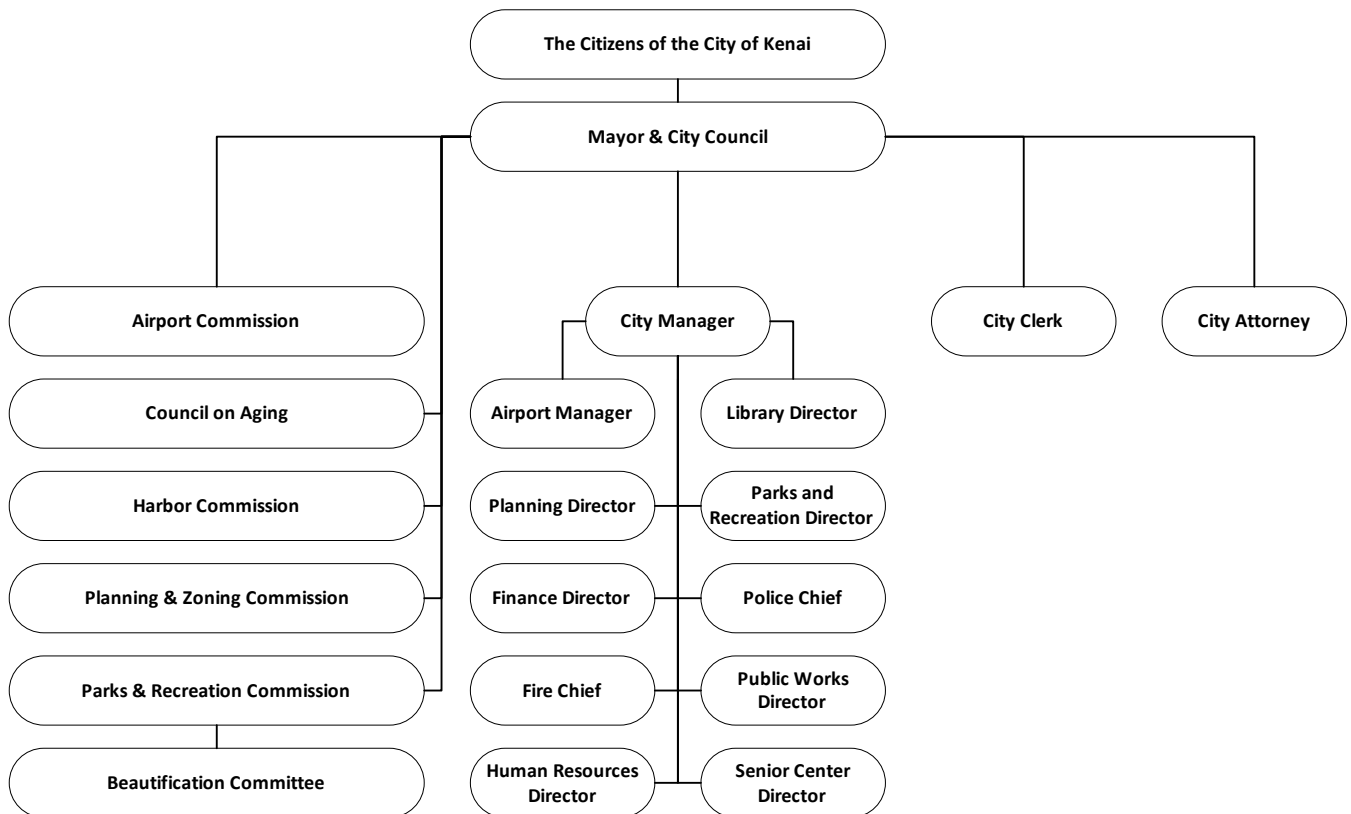 The Citizens of the City of Kenai
Mayor & City Council
Airport Commission
City Manager
City Clerk
City Attorney
Council on Aging
Airport Manager
Library Director
Harbor Commission
Planning Director
Parks and
Recreation Director
Planning & Zoning Commission
Finance Director
Police Chief
Parks & Recreation Commission
Fire Chief
Public Works
Director
Beautification Committee
Human Resources
Director
Senior Center
Director